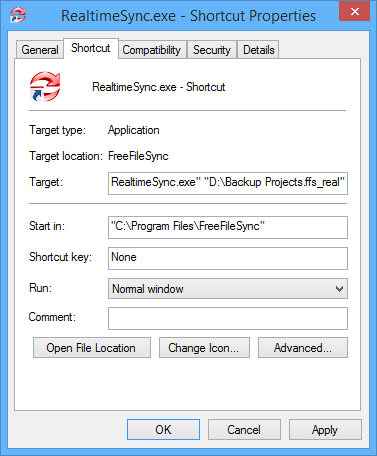 RealtimeSync.exe - Shortcut Properties
General Shortcut Compatibility Security Details
RealtimeSync.exe - Shortcut
Target type: Application
Target location: FreeFileSync
Target: RealtimeSync.exe" "D:\Backup Projects.ffs_real"
Start in: "C:\Program Files\FreeFileSync"
Shortcut key: None
Run: Normal window
Comment:
Open File Location Change Icon... Advanced...
OK Cancel Apply